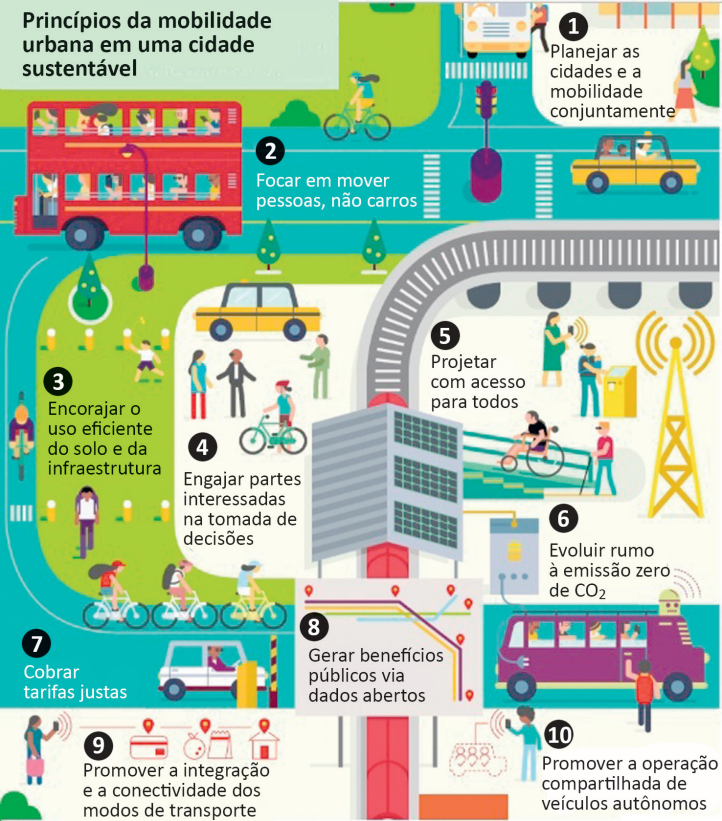 Princípios da mobilidade
urbana em uma cidade
sustentável
1
Planejar as
cidades e a
mobilidade
conjuntamente
2
Focar em mover
pessoas, não carros
3
Encorajar o
uso eficiente
do solo e da
infraestrutura
4
Engajar partes
interessadas
na tomada de
decisões
5
Projetar
com acesso
para todos
6
Evoluir rumo
à emissão zero
de CO₂
7
Cobrar
tarifas justas
8
Gerar benefícios
públicos via
dados abertos
9
Promover a integração
e a conectividade dos
modos de transporte
10
Promover a operação
compartilhada de
veículos autônomos